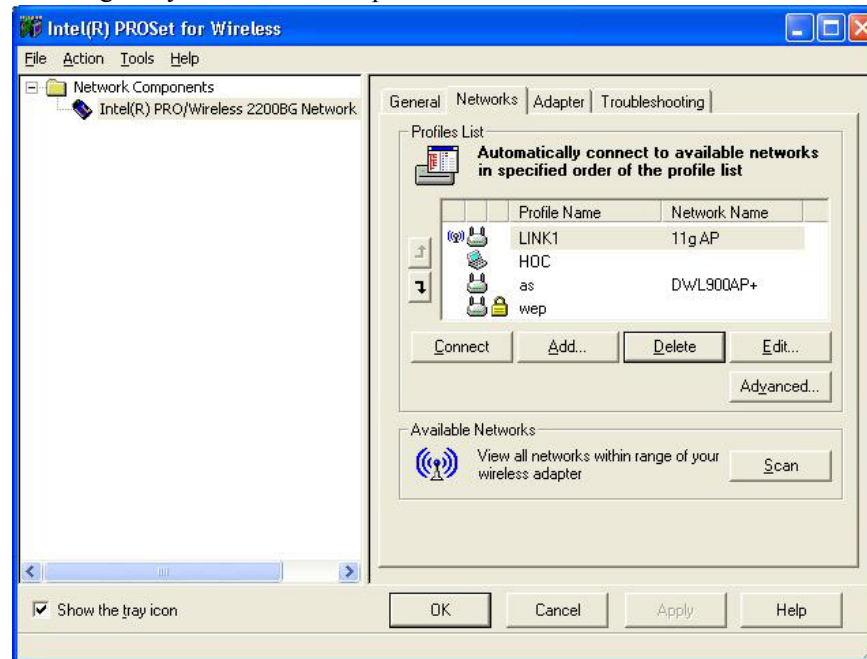 Intel(R) PROSet for Wireless
File Action Tools Help
Network Components
Intel(R) PRO/Wireless 2200BG Network
General Networks Adapter Troubleshooting
Profiles List
Automatically connect to available networks
in specified order of the profile list
Profile Name Network Name
LINK1 11g AP
HOC
as DWL900AP+
wep
Connect Add... Delete Edit...
Advanced...
Available Networks
View all networks within range of your
wireless adapter
Scan
Show the tray icon
OK Cancel Apply Help